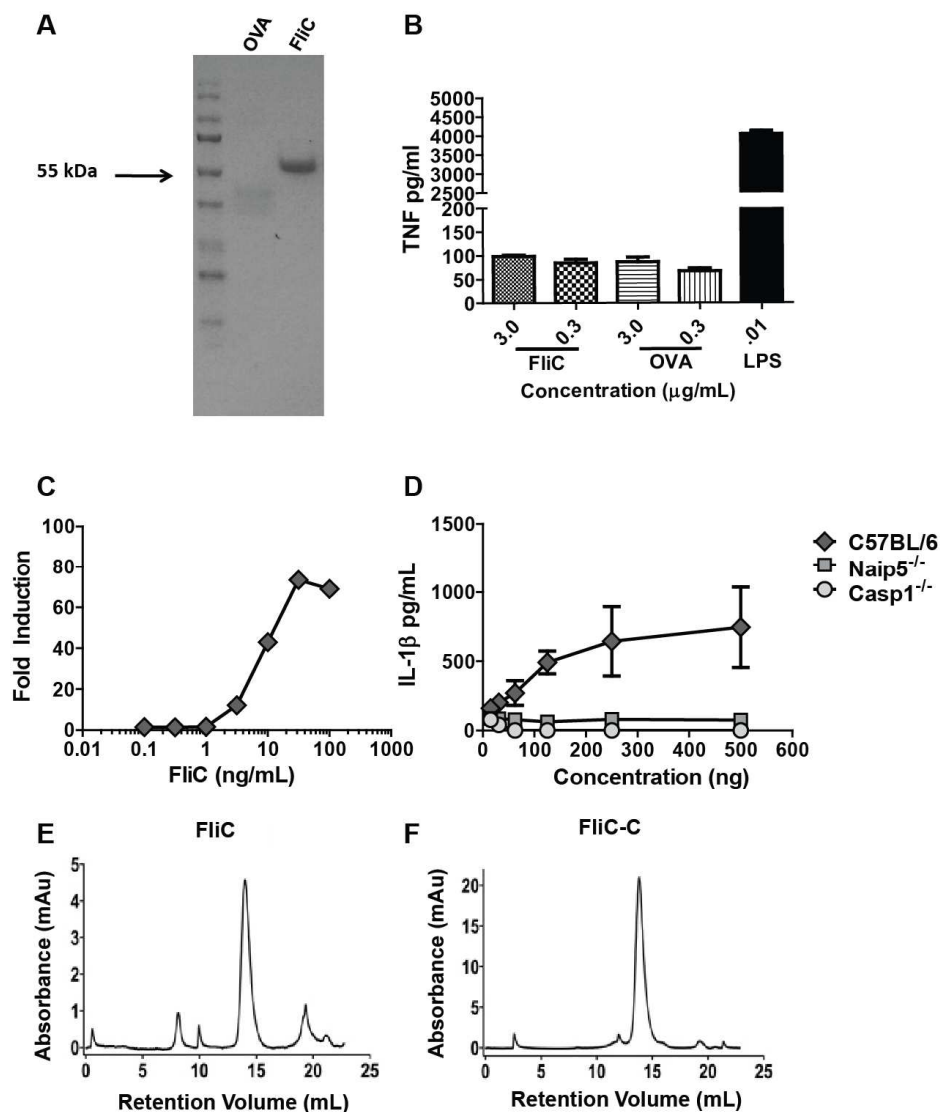 A
OVA
FliC
55 kDa
B
TNF pg/ml
5000
4500
4000
3500
3000
2500
200
150
100
50
0
3.0
0.3
3.0
0.3
.01
FliC
OVA
LPS
Concentration (μg/mL)
C
Fold Induction
100
80
60
40
20
0
0.01
0.1
1
10
100
1000
FliC (ng/mL)
D
IL-1β pg/mL
1500
1000
500
0
0
100
200
300
400
500
600
Concentration (ng)
C57BL/6
Naip5-/-
Casp1-/-
E
FliC
Absorbance (mAu)
5
4
3
2
1
0
0
5
10
15
20
25
Retention Volume (mL)
F
FliC-C
Absorbance (mAu)
20
15
10
5
0
0
5
10
15
20
25
Retention Volume (mL)